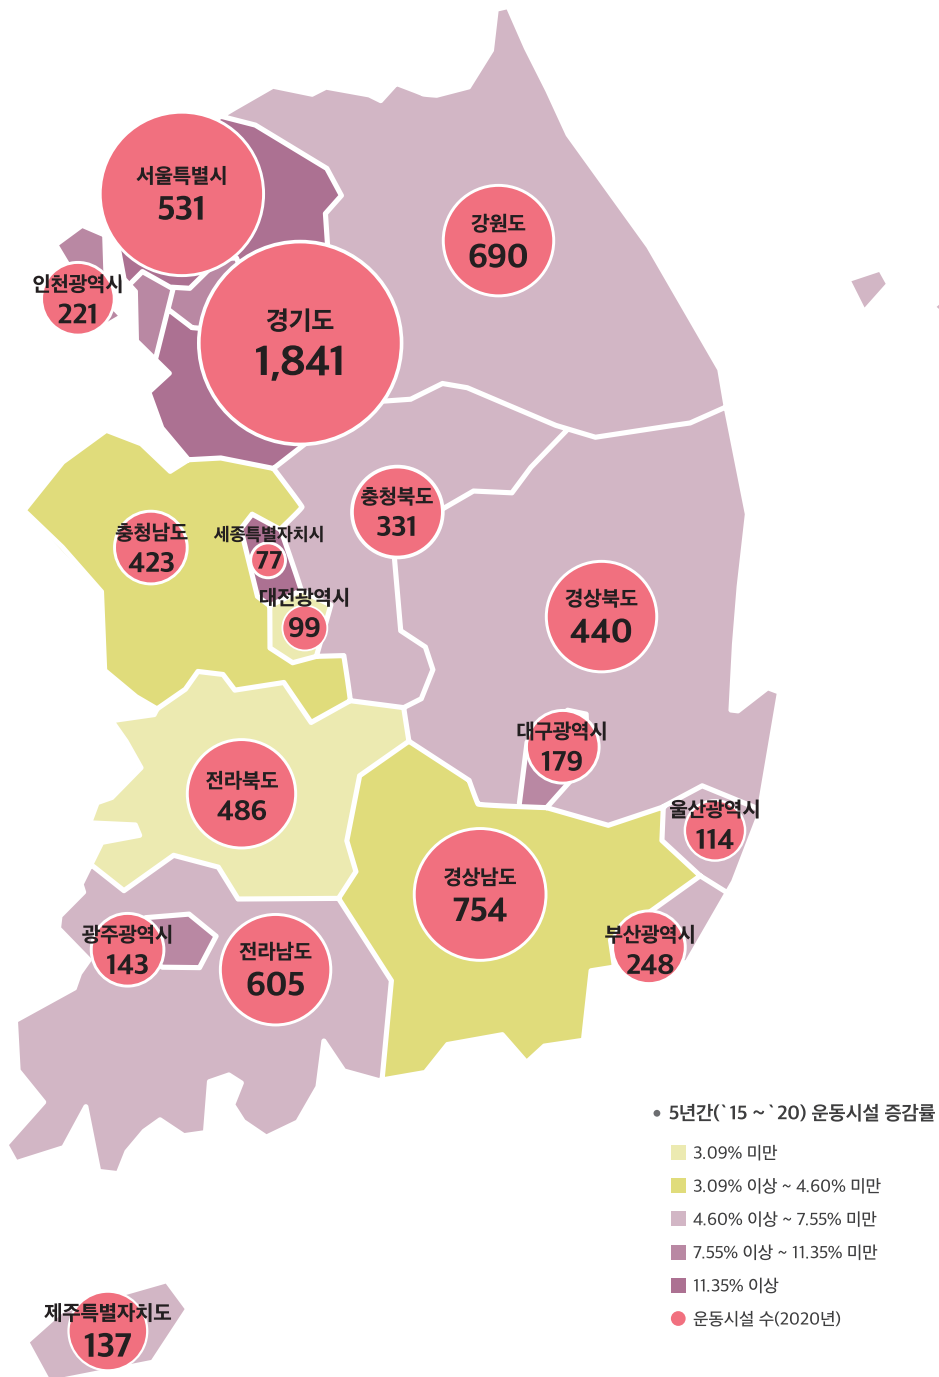 서울특별시
531
강원도
690
인천광역시
221
경기도
1,841
충청북도
331
충청남도
423
세종특별자치시
77
대전광역시
99
경상북도
440
대구광역시
179
전라북도
486
울산광역시
114
경상남도
754
광주광역시
143
전라남도
605
부산광역시
248
• 5년간(`15 ~ `20) 운동시설 증감률
3.09% 미만
3.09% 이상 ~ 4.60% 미만
4.60% 이상 ~ 7.55% 미만
7.55% 이상 ~ 11.35% 미만
11.35% 이상
운동시설 수(2020년)
제주특별자치도
137